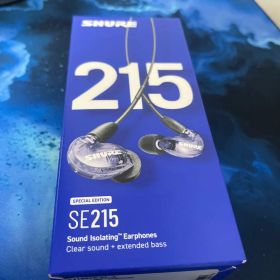 SHURE
215
SHURE
SPECIAL EDITION
SE215
Sound Isolating™ Earphones
Clear sound + extended bass